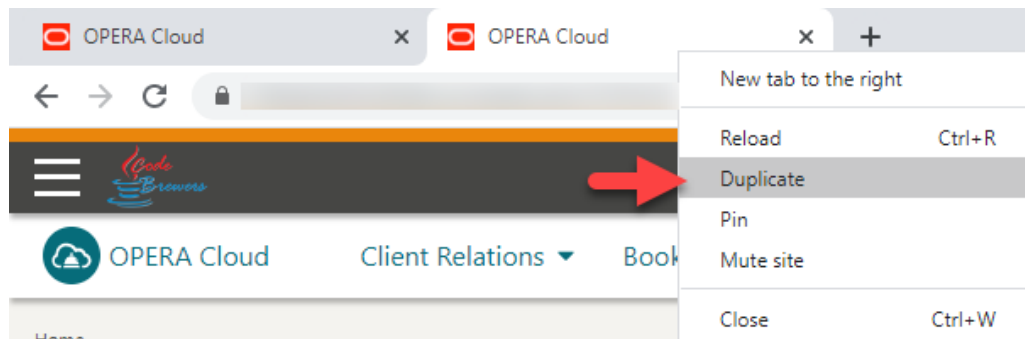 OPERA Cloud
OPERA Cloud
New tab to the right
Reload Ctrl+R
Duplicate
Pin
Mute site
Close Ctrl+W
Code
Brewers
OPERA Cloud Client Relations Book
Home